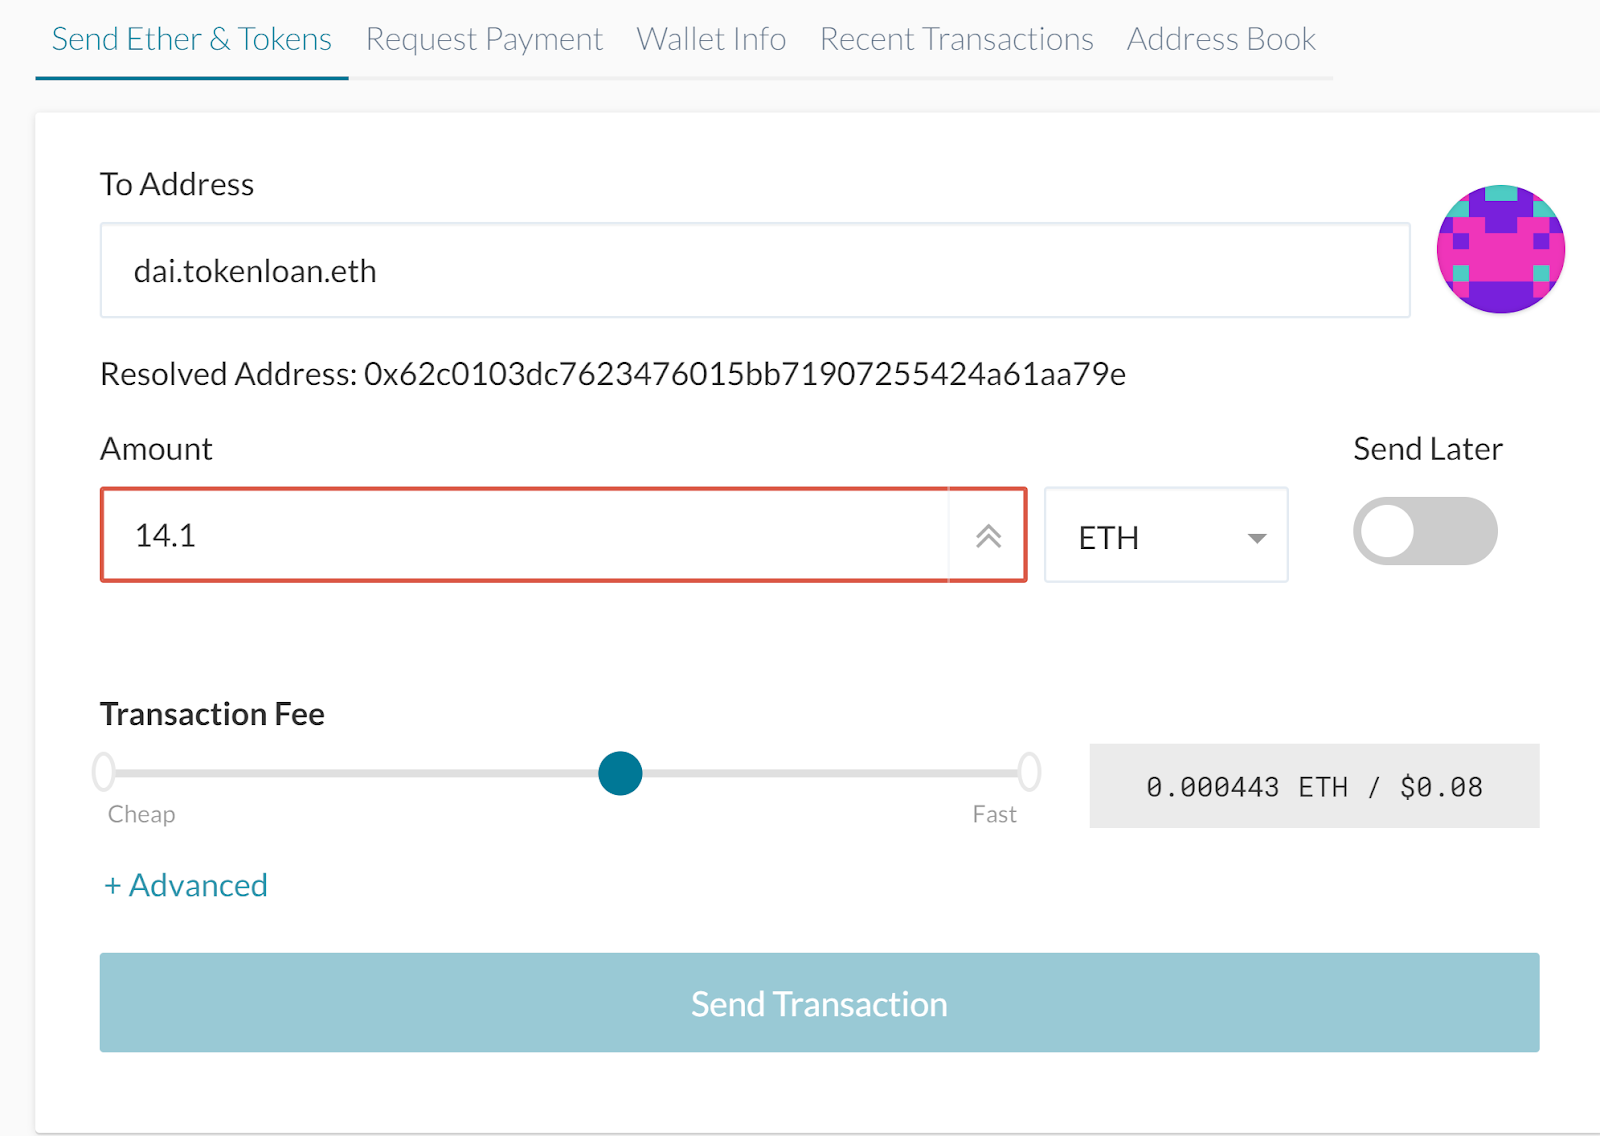 Send Ether & Tokens Request Payment Wallet Info Recent Transactions Address Book
To Address
dai.tokenloan.eth
Resolved Address: 0x62c0103dc7623476015bb71907255424a61aa79e
Amount Send Later
14.1 ETH
Transaction Fee
0.000443 ETH / $0.08
Cheap Fast
+ Advanced
Send Transaction